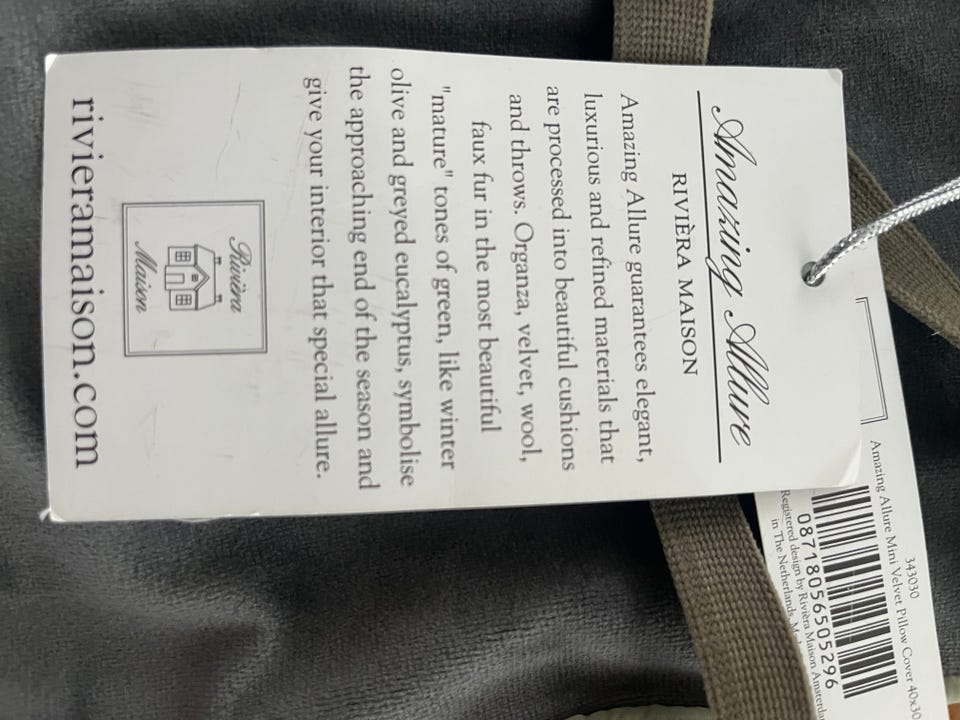 Amazing Allure
RIVIÈRA MAISON
Amazing Allure guarantees elegant,
luxurious and refined materials that
are processed into beautiful cushions
and throws. Organza, velvet, wool,
faux fur in the most beautiful
"mature" tones of green, like winter
olive and greyed eucalyptus, symbolise
the approaching end of the season and
give your interior that special allure.
Rivièra
Maison
rivieramaison.com
343030
Amazing Allure Mini Velvet Pillow Cover 40x30
08718056505296
Registered design by Rivièra Maison Amsterda
in The Netherlands.